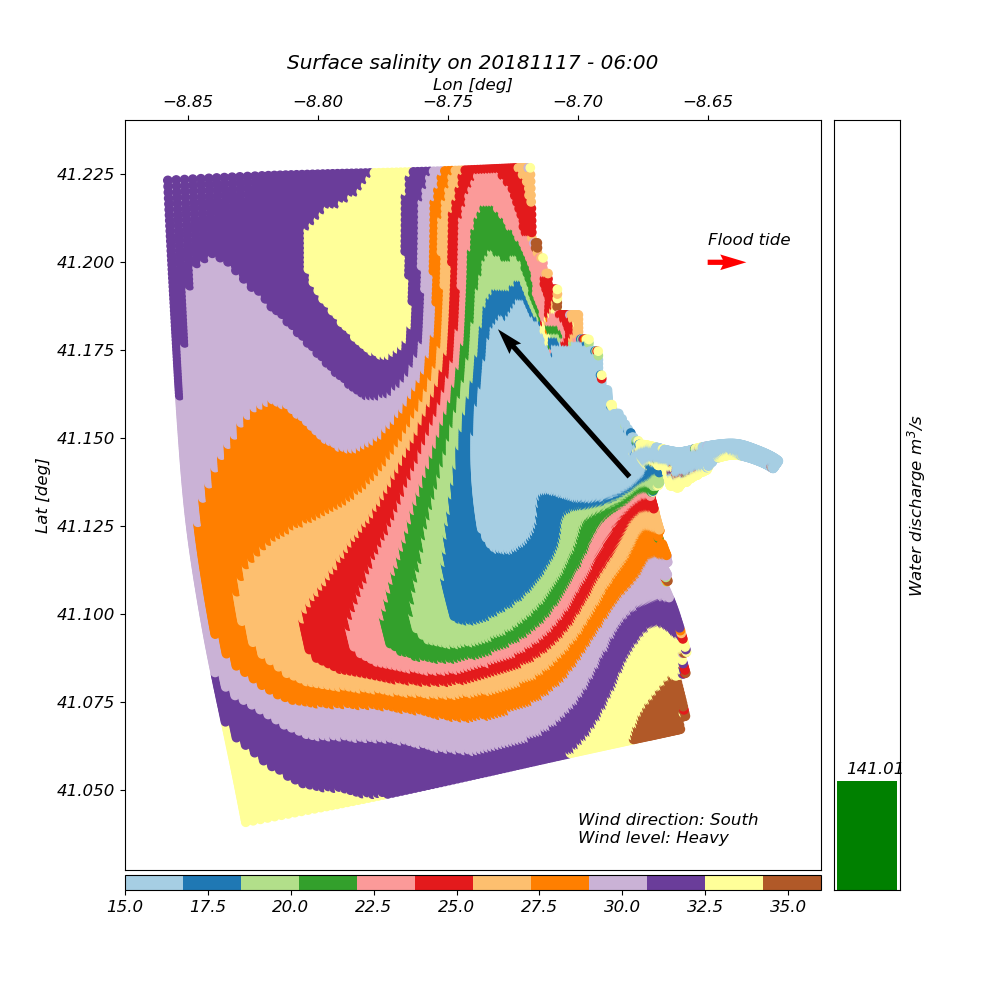 Surface salinity on 20181117 - 06:00
Lon [deg]
−8.85 −8.80 −8.75 −8.70 −8.65
41.225
Flood tide
41.200
41.175
41.150
Lat [deg]
41.125
41.100
41.075
41.050
Water discharge m³/s
141.01
Wind direction: South
Wind level: Heavy
15.0 17.5 20.0 22.5 25.0 27.5 30.0 32.5 35.0